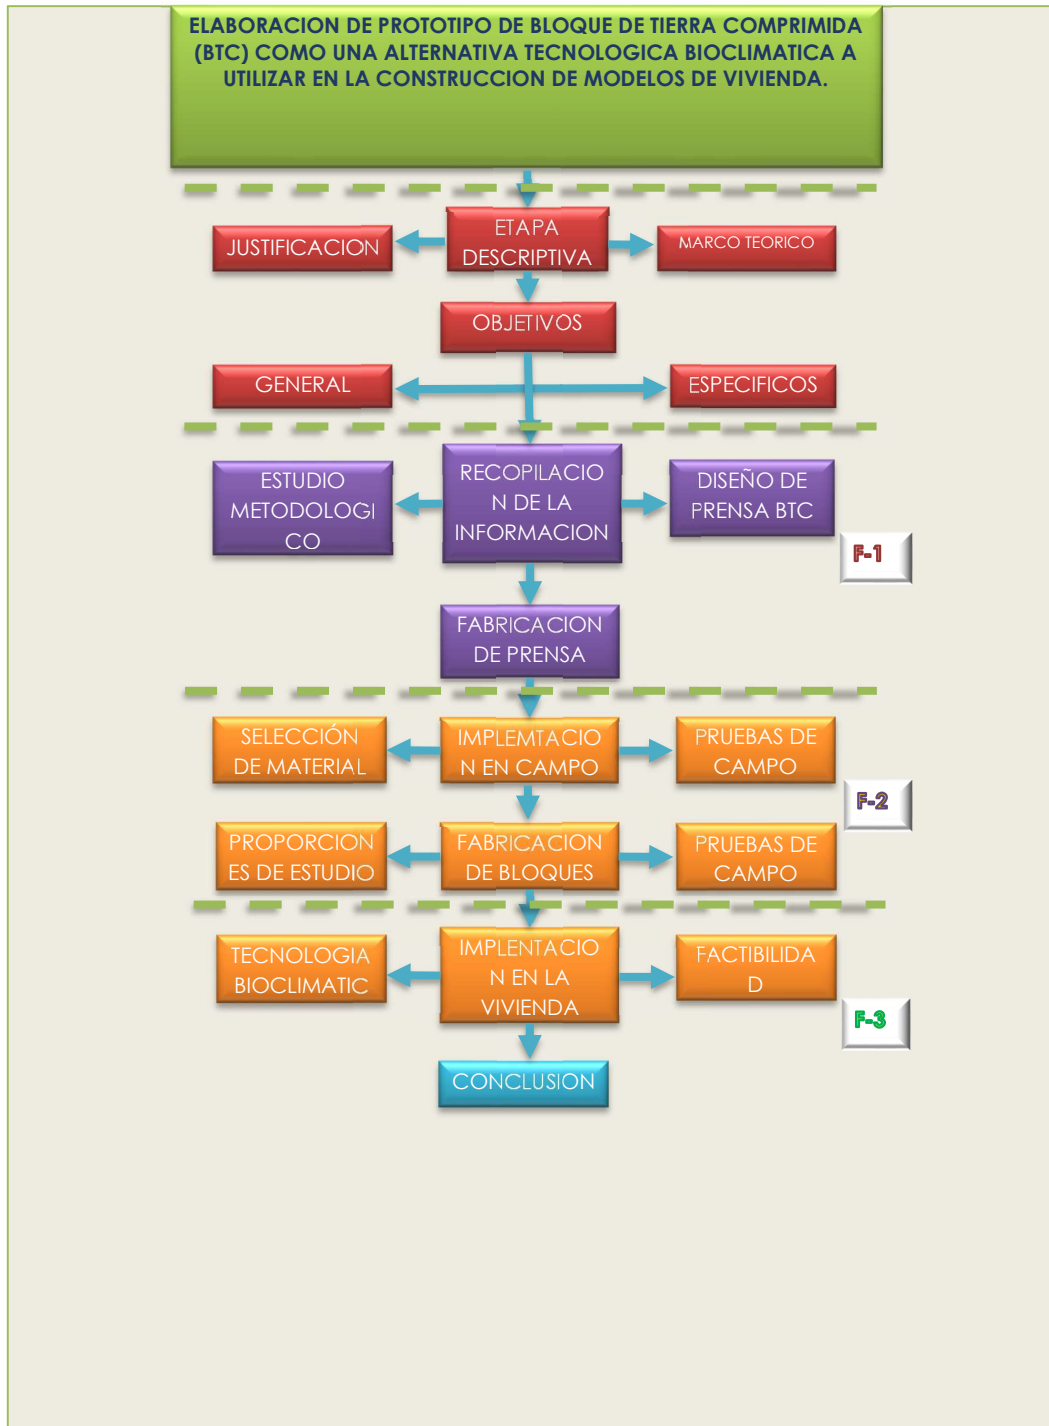 ELABORACION DE PROTOTIPO DE BLOQUE DE TIERRA COMPRIMIDA
(BTC) COMO UNA ALTERNATIVA TECNOLOGICA BIOCLIMATICA A
UTILIZAR EN LA CONSTRUCCION DE MODELOS DE VIVIENDA.
JUSTIFICACION
ETAPA
DESCRIPTIVA
MARCO TEORICO
OBJETIVOS
GENERAL
ESPECIFICOS
ESTUDIO
METODOLOGI
CO
RECOPILACIO
N DE LA
INFORMACION
DISEÑO DE
PRENSA BTC
F-1
FABRICACION
DE PRENSA
SELECCIÓN
DE MATERIAL
IMPLEMTACIO
N EN CAMPO
PRUEBAS DE
CAMPO
F-2
PROPORCION
ES DE ESTUDIO
FABRICACION
DE BLOQUES
PRUEBAS DE
CAMPO
TECNOLOGIA
BIOCLIMATIC
IMPLENTACIO
N EN LA
VIVIENDA
FACTIBILIDA
D
F-3
CONCLUSION